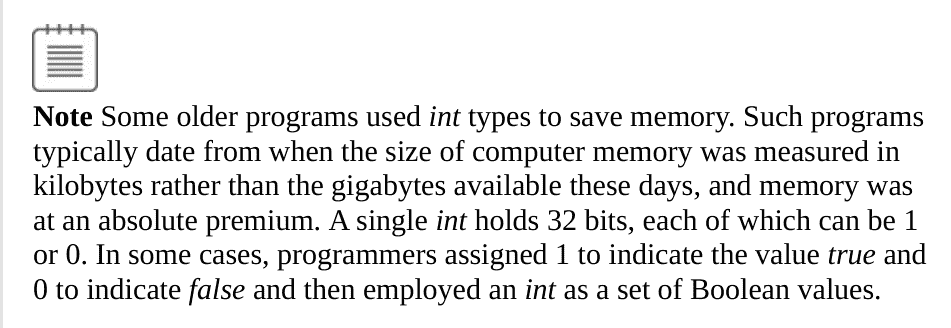 Note Some older programs used int types to save memory. Such programs
typically date from when the size of computer memory was measured in
kilobytes rather than the gigabytes available these days, and memory was
at an absolute premium. A single int holds 32 bits, each of which can be 1
or 0. In some cases, programmers assigned 1 to indicate the value true and
0 to indicate false and then employed an int as a set of Boolean values.